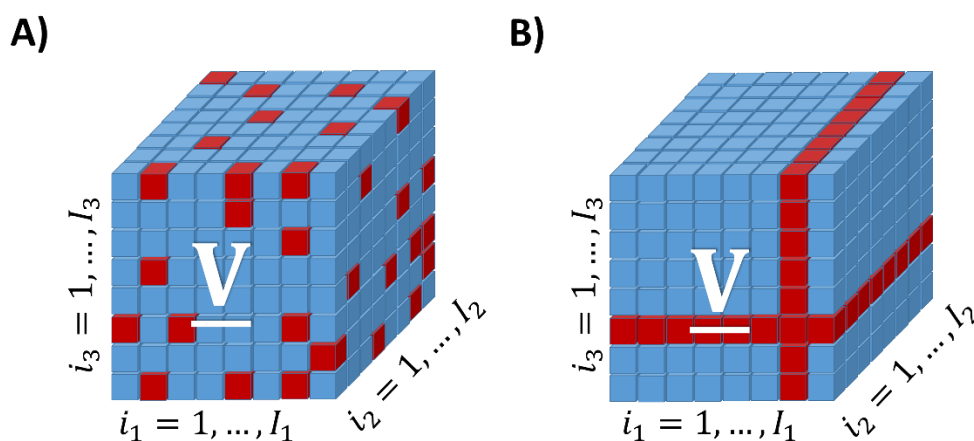 A)
V
i₃ = 1, ..., I₃
i₁ = 1, ..., I₁
i₂ = 1, ..., I₂
B)
V
i₃ = 1, ..., I₃
i₁ = 1, ..., I₁
i₂ = 1, ..., I₂